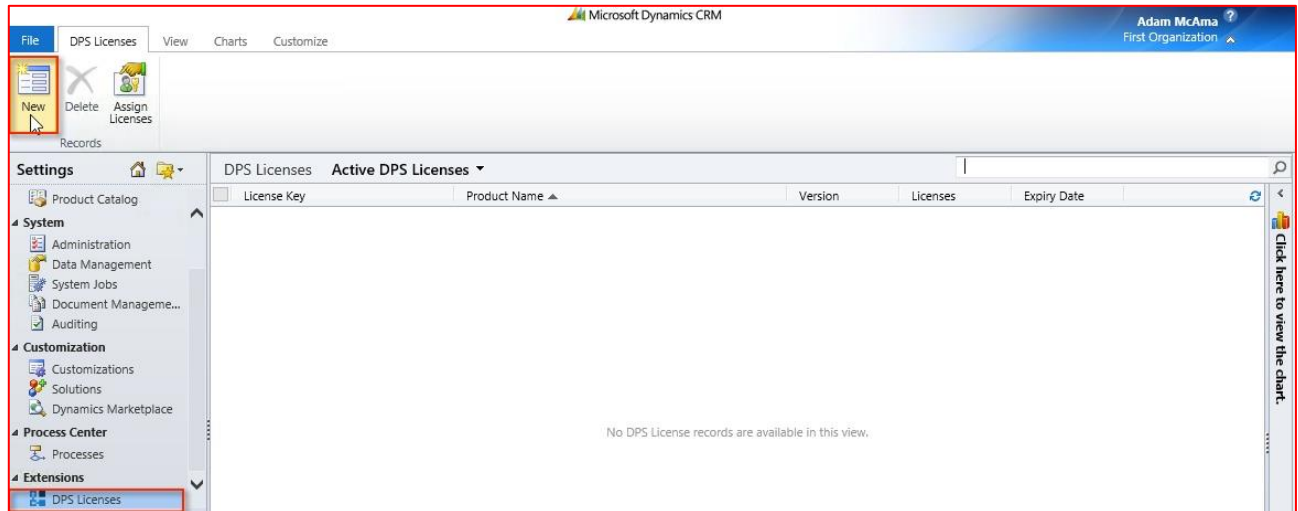 Microsoft Dynamics CRM
Adam McAma
First Organization
File DPS Licenses View Charts Customize
New Delete Assign Licenses
Records
Settings
DPS Licenses Active DPS Licenses
License Key Product Name Version Licenses Expiry Date
Product Catalog
System
Administration
Data Management
System Jobs
Document Manageme...
Auditing
Customization
Customizations
Solutions
Dynamics Marketplace
Process Center
Processes
Extensions
DPS Licenses
No DPS License records are available in this view.
Click here to view the chart.